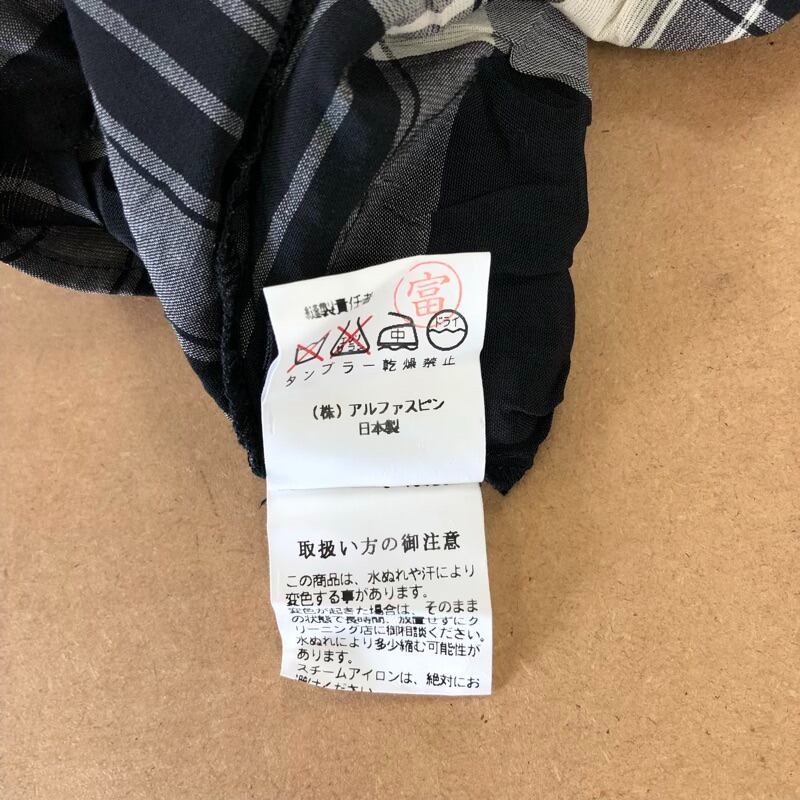 富
中
ドライ
タンブラー乾燥禁止
(株)アルファスピン
日本製
取扱い方の御注意
この商品は、水ぬれや汗により
変色する事があります。
変色が起きた場合は、そのまま
の状態で長時間、放置せずにク
リーニング店に御相談ください。
水ぬれにより多少縮む可能性が
あります。
スチームアイロンは、絶対にお
ください